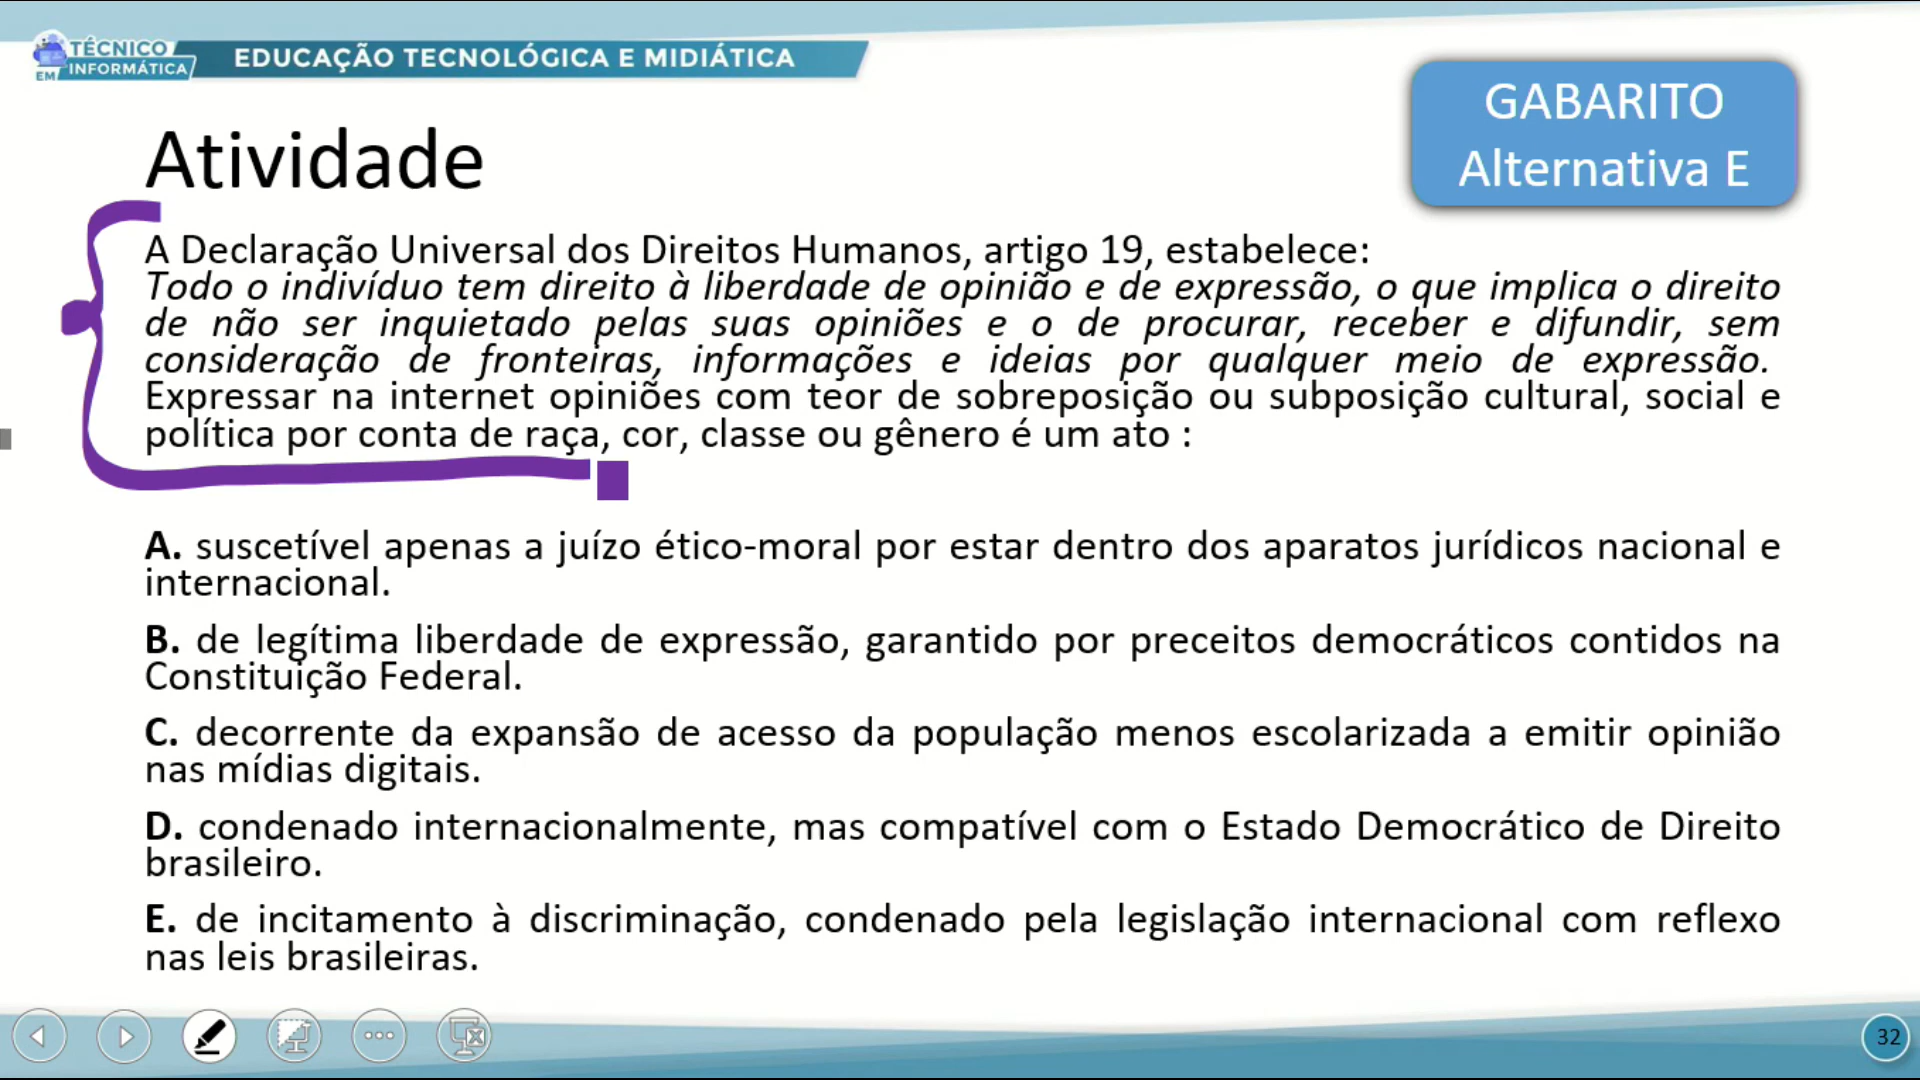 TÉCNICO
EM INFORMÁTICA
EDUCAÇÃO TECNOLÓGICA E MIDIÁTICA
GABARITO
Alternativa E
Atividade
A Declaração Universal dos Direitos Humanos, artigo 19, estabelece:
Todo o indivíduo tem direito à liberdade de opinião e de expressão, o que implica o direito
de não ser inquietado pelas suas opiniões e o de procurar, receber e difundir, sem
consideração de fronteiras, informações e ideias por qualquer meio de expressão.
Expressar na internet opiniões com teor de sobreposição ou subposição cultural, social e
política por conta de raça, cor, classe ou gênero é um ato :
A. suscetível apenas a juízo ético-moral por estar dentro dos aparatos jurídicos nacional e
internacional.
B. de legítima liberdade de expressão, garantido por preceitos democráticos contidos na
Constituição Federal.
C. decorrente da expansão de acesso da população menos escolarizada a emitir opinião
nas mídias digitais.
D. condenado internacionalmente, mas compatível com o Estado Democrático de Direito
brasileiro.
E. de incitamento à discriminação, condenado pela legislação internacional com reflexo
nas leis brasileiras.
32